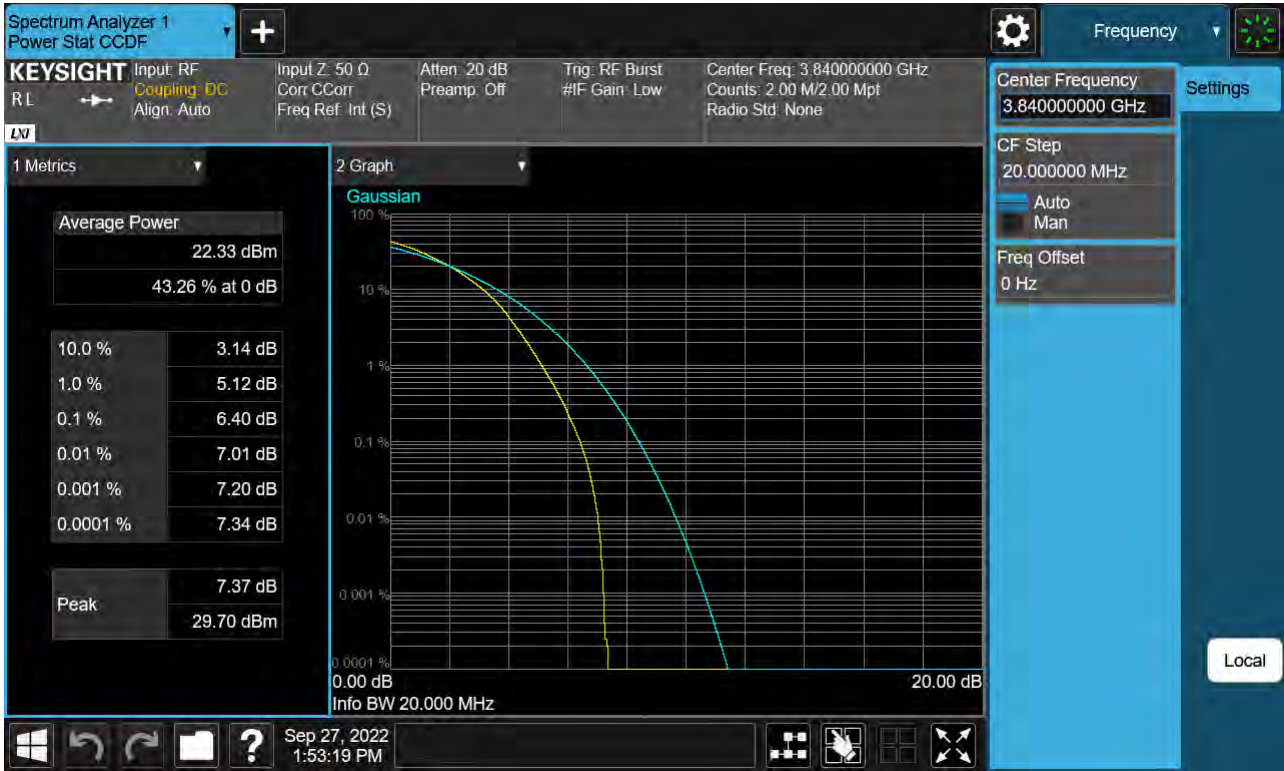 Spectrum Analyzer 1
Power Stat CCDF
+
Frequency
KEYSIGHT
RL
LXI
Input: RF
Coupling: DC
Align: Auto
Input Z: 50 Ω
Corr CCorr
Freq Ref: Int (S)
Atten: 20 dB
Preamp: Off
Trig: RF Burst
#IF Gain: Low
Center Freq: 3.840000000 GHz
Counts: 2.00 M/2.00 Mpt
Radio Std: None
Center Frequency
3.840000000 GHz
Settings
CF Step
20.000000 MHz
Auto
Man
Freq Offset
0 Hz
Local
1 Metrics
Average Power
22.33 dBm
43.26 % at 0 dB
10.0 % 3.14 dB
1.0 % 5.12 dB
0.1 % 6.40 dB
0.01 % 7.01 dB
0.001 % 7.20 dB
0.0001 % 7.34 dB
Peak
7.37 dB
29.70 dBm
2 Graph
Gaussian
100 %
10 %
1 %
0.1 %
0.01 %
0.001 %
0.0001 %
0.00 dB 20.00 dB
Info BW 20.000 MHz
?
Sep 27, 2022
1:53:19 PM